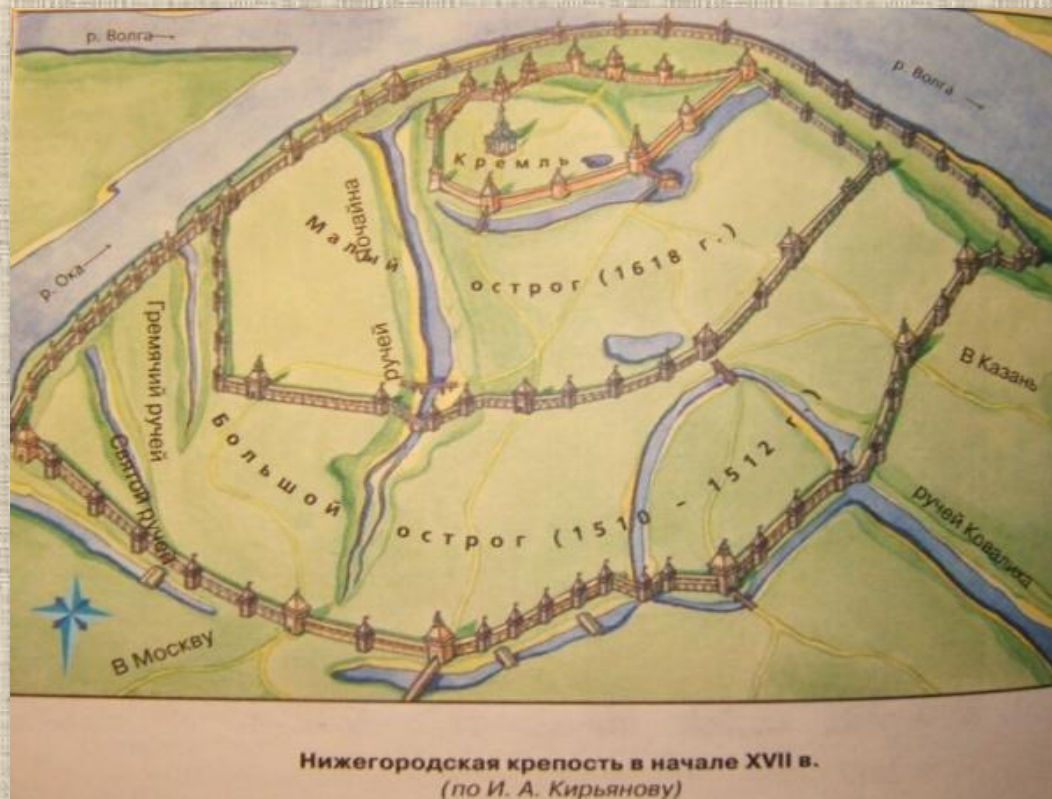 р. Волга
р. Волга
Кремль
Почайна
Малый
острог (1618 г.)
р. Ока
ручей
Гремячий ручей
Святой ручей
Большой
острог (1510 - 1512 г.)
В Казань
ручей Ковалиха
В Москву
Нижегородская крепость в начале XVII в.
(по И. А. Кирьянову)